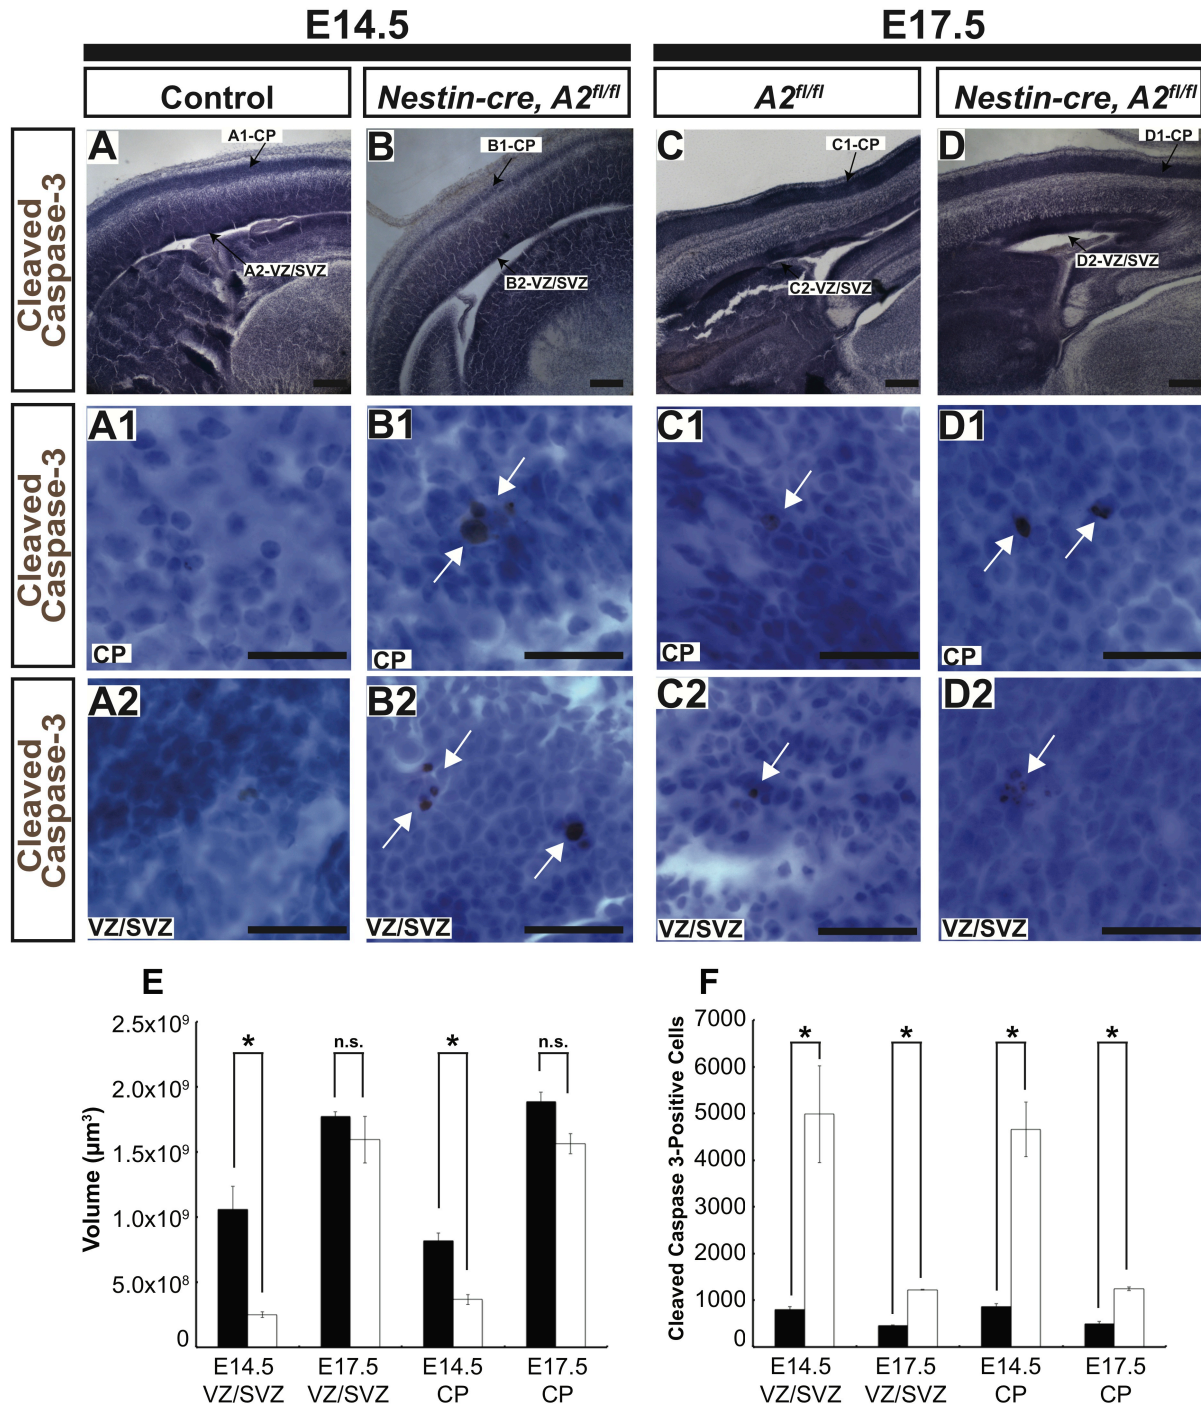 E14.5 E17.5
Control Nestin-cre, A2fl/fl A2fl/fl Nestin-cre, A2fl/fl
Cleaved
Caspase-3
A A1-CP A2-VZ/SVZ
B B1-CP B2-VZ/SVZ
C C1-CP C2-VZ/SVZ
D D1-CP D2-VZ/SVZ
Cleaved
Caspase-3
A1 CP
B1 CP
C1 CP
D1 CP
Cleaved
Caspase-3
A2 VZ/SVZ
B2 VZ/SVZ
C2 VZ/SVZ
D2 VZ/SVZ
E
Volume (µm³)
2.5x10⁹
2.0x10⁹
1.5x10⁹
1.0x10⁹
5.0x10⁸
0
* n.s. * n.s.
E14.5 E17.5 E14.5 E17.5
VZ/SVZ VZ/SVZ CP CP
F
Cleaved Caspase 3-Positive Cells
7000
6000
5000
4000
3000
2000
1000
0
* * * *
E14.5 E17.5 E14.5 E17.5
VZ/SVZ VZ/SVZ CP CP